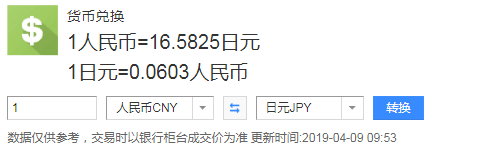 货币兑换
1人民币=16.5825日元
1日元=0.0603人民币
1 人民币CNY 日元JPY 转换
数据仅供参考，交易时以银行柜台成交价为准 更新时间:2019-04-09 09:53